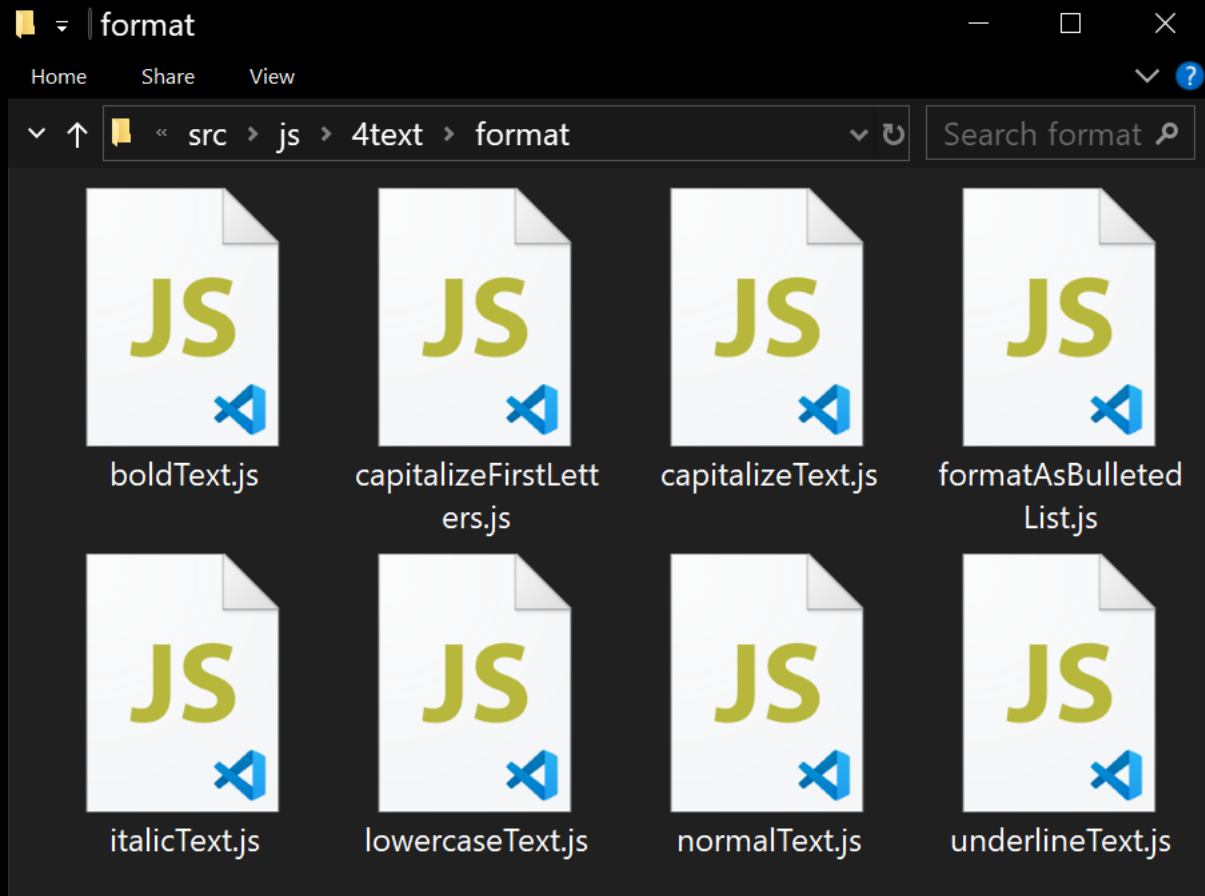 format
Home Share View
« src > js > 4text > format
Search format
JS JS JS JS
boldText.js capitalizeFirstLett capitalizeText.js formatAsBulleted
ers.js List.js
JS JS JS JS
italicText.js lowercaseText.js normalText.js underlineText.js